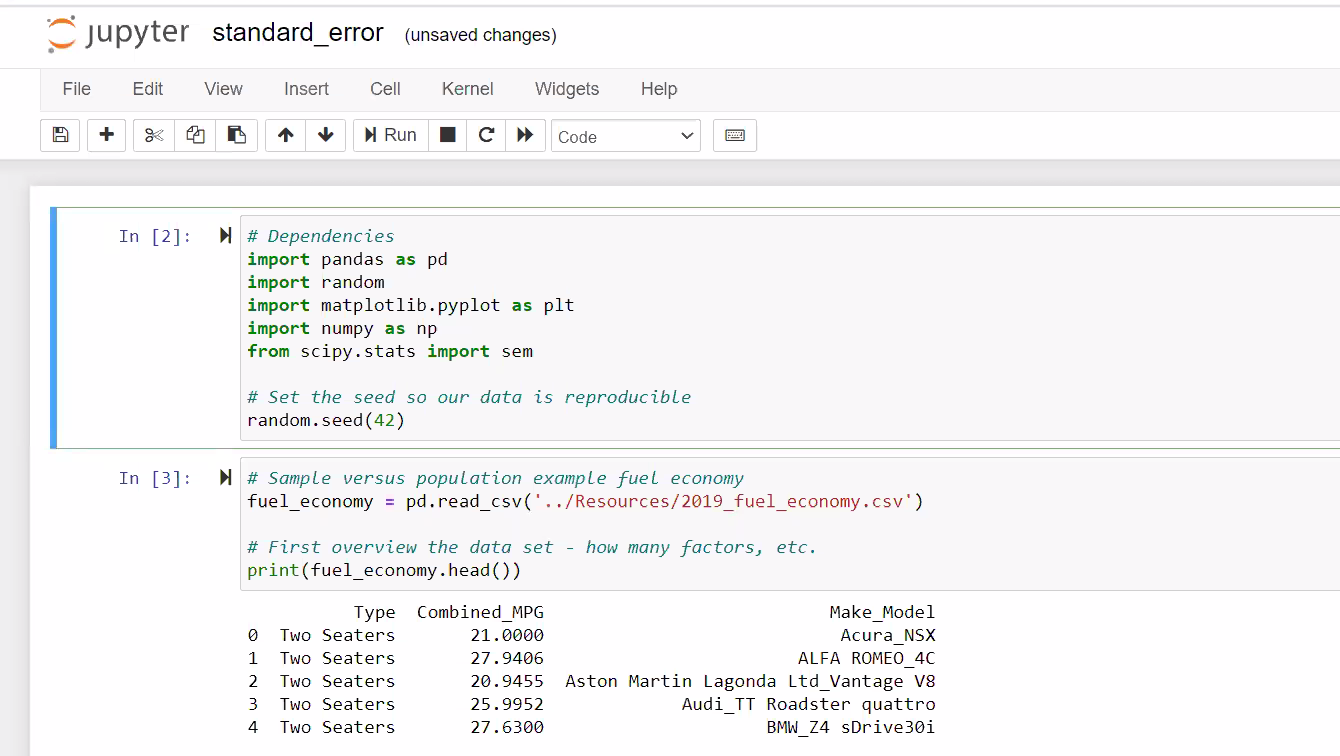 jupyter standard_error (unsaved changes)
File Edit View Insert Cell Kernel Widgets Help
Run Code
In [2]: # Dependencies
import pandas as pd
import random
import matplotlib.pyplot as plt
import numpy as np
from scipy.stats import sem
# Set the seed so our data is reproducible
random.seed(42)
In [3]: # Sample versus population example fuel economy
fuel_economy = pd.read_csv('../Resources/2019_fuel_economy.csv')
# First overview the data set - how many factors, etc.
print(fuel_economy.head())
Type Combined_MPG Make_Model
0 Two Seaters 21.0000 Acura_NSX
1 Two Seaters 27.9406 ALFA ROMEO_4C
2 Two Seaters 20.9455 Aston Martin Lagonda Ltd_Vantage V8
3 Two Seaters 25.9952 Audi_TT Roadster quattro
4 Two Seaters 27.6300 BMW_Z4 sDrive30i